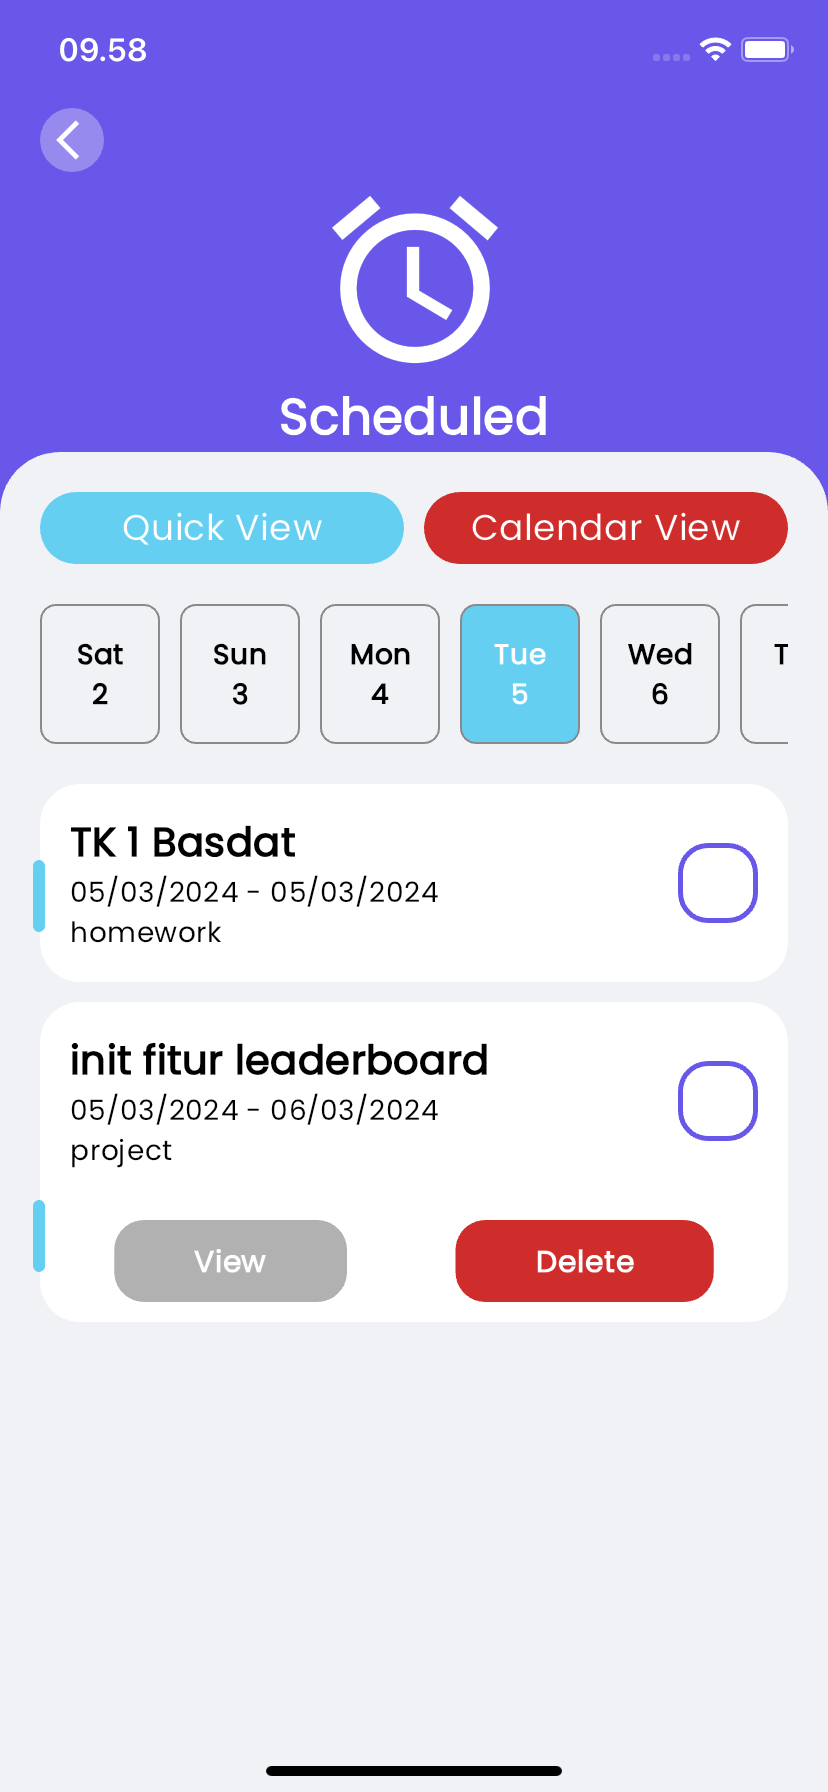 09.58
Scheduled
Quick View
Calendar View
Sat
2
Sun
3
Mon
4
Tue
5
Wed
6
T
TK 1 Basdat
05/03/2024 - 05/03/2024
homework
init fitur leaderboard
05/03/2024 - 06/03/2024
project
View
Delete